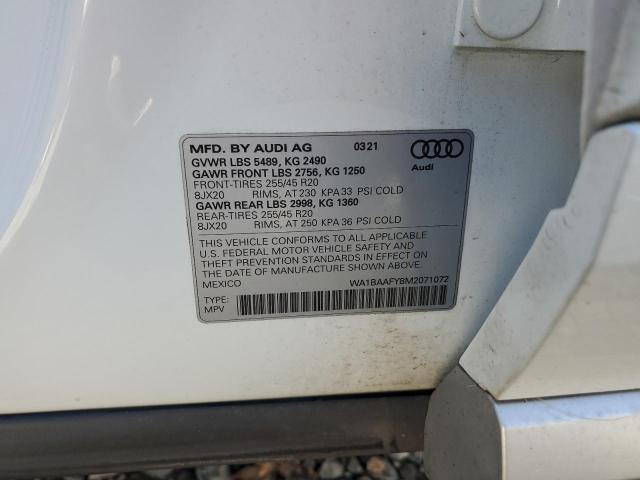 MFD. BY AUDI AG 0321
GVWR LBS 5489, KG 2490
GAWR FRONT LBS 2756, KG 1250
FRONT-TIRES 255/45 R20
8JX20 RIMS, AT 230 KPA 33 PSI COLD
GAWR REAR LBS 2998, KG 1360
REAR-TIRES 255/45 R20
8JX20 RIMS, AT 250 KPA 36 PSI COLD
Audi
THIS VEHICLE CONFORMS TO ALL APPLICABLE
U.S. FEDERAL MOTOR VEHICLE SAFETY AND
THEFT PREVENTION STANDARDS IN EFFECT ON
THE DATE OF MANUFACTURE SHOWN ABOVE.
MEXICO WA1BAAFY8M2071072
TYPE:
MPV